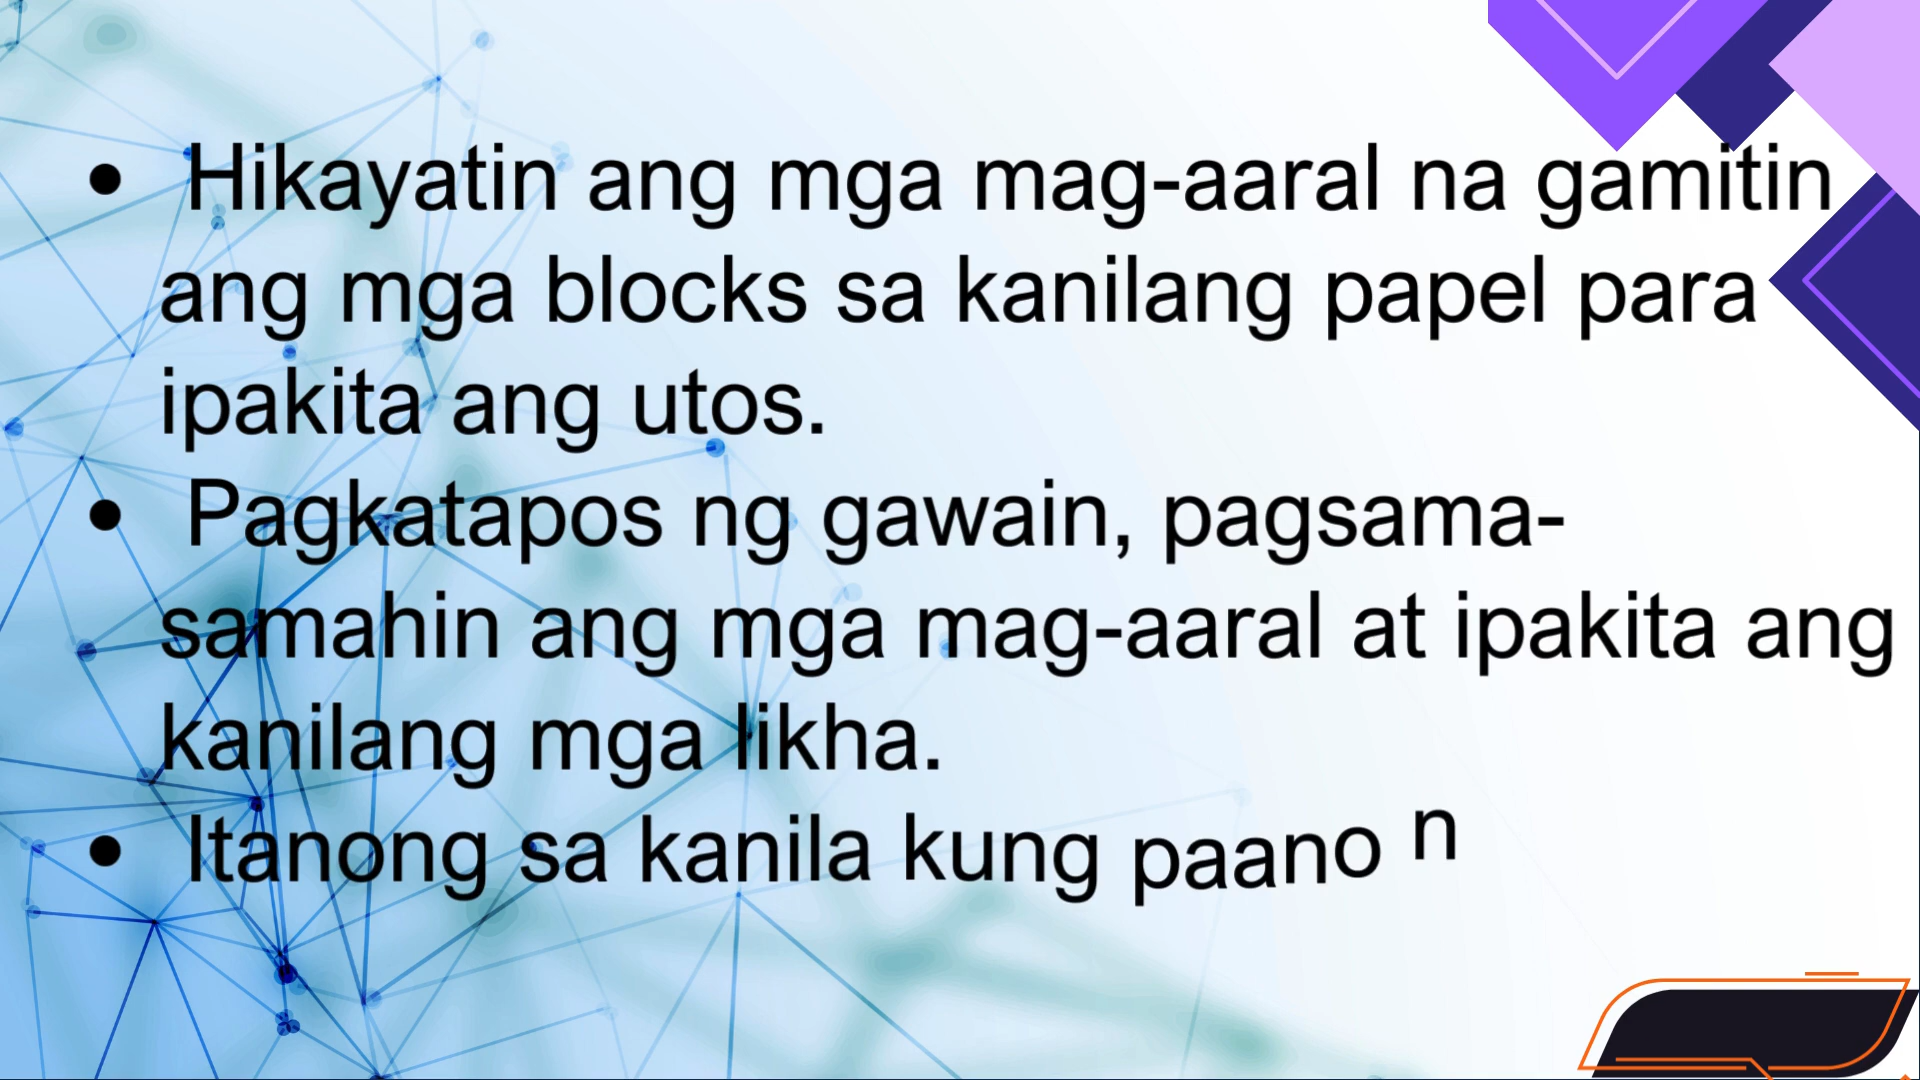 • Hikayatin ang mga mag-aaral na gamitin
ang mga blocks sa kanilang papel para
ipakita ang utos.
• Pagkatapos ng gawain, pagsama-
samahin ang mga mag-aaral at ipakita ang
kanilang mga likha.
• Itanong sa kanila kung paano n